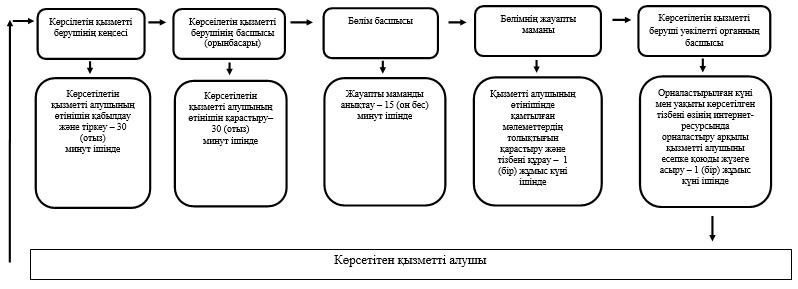 Көрсілетін қызметті
берушінің кеңсесі
Көрсеілетін қызметті
берушінің басшысы
(орынбасары)
Бөлім басшысы
Бөлімнің жауапты
маманы
Көрсетілетін қызметті
беруші уәкілетті органның
басшысы
Көрсетілетін
қызметті алушының
өтінішін қабылдау
және тіркеу – 30
(отыз)
минут ішінде
Көрсетілетін
қызметті алушының
өтінішін қарастыру–
30 (отыз)
минут ішінде
Жауапты маманды
анықтау – 15 (он бес)
минут ішінде
Қызметті алушының
өтінішінде
қамтылған
мәлеметтердің
толықтығын
қарастыру және
тізбені құрау – 1
(бір) жұмыс күні
ішінде
Орналастырылған күні
мен уақыты көрсетілген
тізбені өзінің интернет-
ресурсында
орналастыру арқылы
қызметті алушыны
есепке қоюды жүзеге
асыру – 1 (бір) жұмыс
күні ішінде
Көрсетітен қызметті алушы